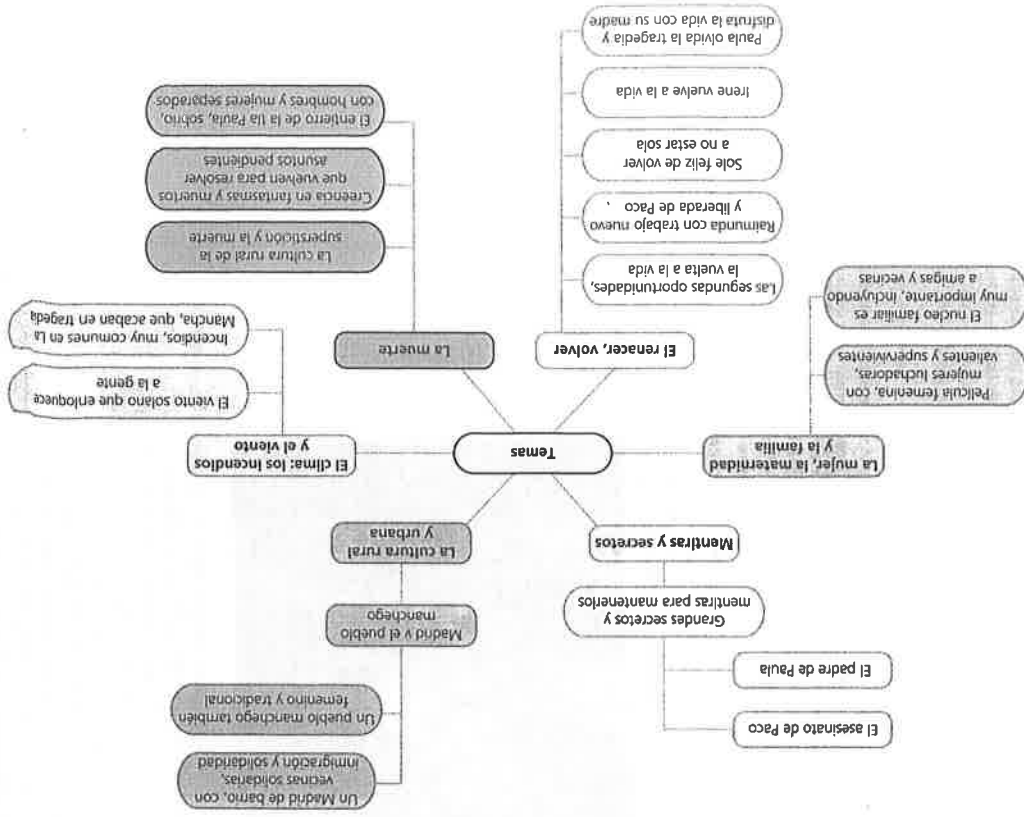 Temas
Mentiras y secretos
Grandes secretos y
mentiras para mantenerlos
El padre de Paula
El asesinato de Paco
La cultura rural
y urbana
Madrid y el pueblo
manchego
Un Madrid de barrio, con
vecinas solidarias,
inmigración y solidaridad
Un pueblo manchego también
femenino y tradicional
La mujer, la maternidad
y la familia
Película femenina, con
mujeres luchadoras,
valientes y supervivientes
El núcleo familiar es
muy importante, incluyendo
a amigas y vecinas
El clima: los incendios
y el viento
El viento solano que enloquece
a la gente
Incendios, muy comunes en La
Mancha, que acaban en tragedia
El renacer, volver
Las segundas oportunidades,
la vuelta a la vida
Raimunda con trabajo nuevo
y liberada de Paco
Sole feliz de volver
a no estar sola
Irene vuelve a la vida
Paula olvida la tragedia y
disfruta la vida con su madre
La muerte
La cultura rural de la
superstición y la muerte
Creencia en fantasmas y muertos
que vuelven para resolver
asuntos pendientes
El entierro de la tía Paula, sobrio,
con hombres y mujeres separados